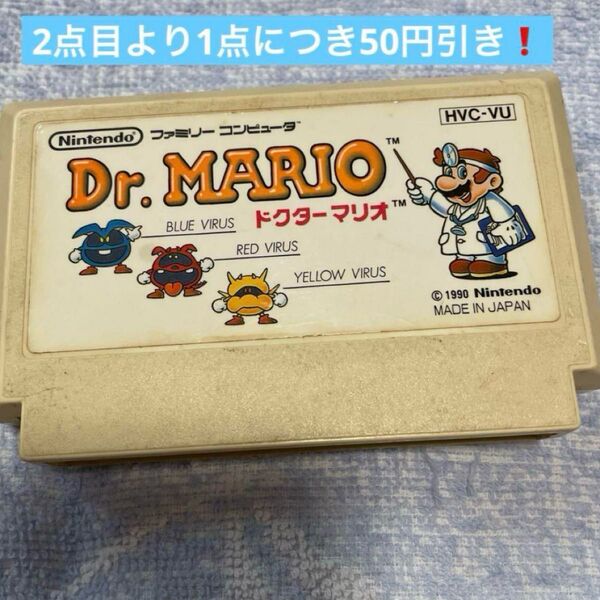 2点目より1点につき50円引き❗
Nintendo ファミリー コンピュータ HVC-VU
Dr. MARIO™
ドクターマリオ™
BLUE VIRUS
RED VIRUS
YELLOW VIRUS
© 1990 Nintendo
MADE IN JAPAN